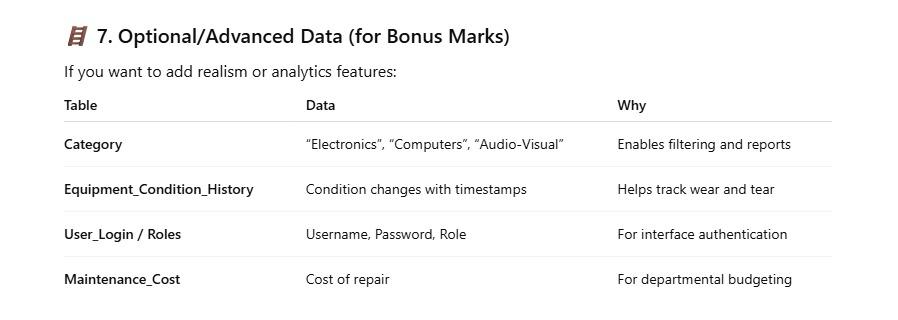 🪜 7. Optional/Advanced Data (for Bonus Marks)
If you want to add realism or analytics features:
Table Data Why
Category “Electronics”, “Computers”, “Audio-Visual” Enables filtering and reports
Equipment_Condition_History Condition changes with timestamps Helps track wear and tear
User_Login / Roles Username, Password, Role For interface authentication
Maintenance_Cost Cost of repair For departmental budgeting